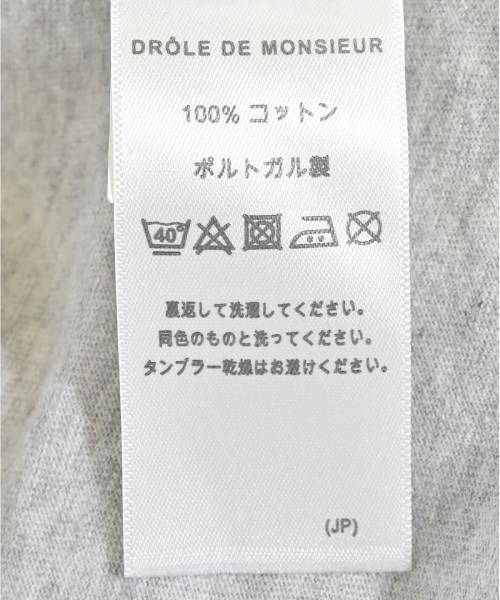 DRÔLE DE MONSIEUR
100% コットン
ポルトガル製
40°
裏返して洗濯してください。
同色のものと洗ってください。
タンブラー乾燥はお避けください。
(JP)